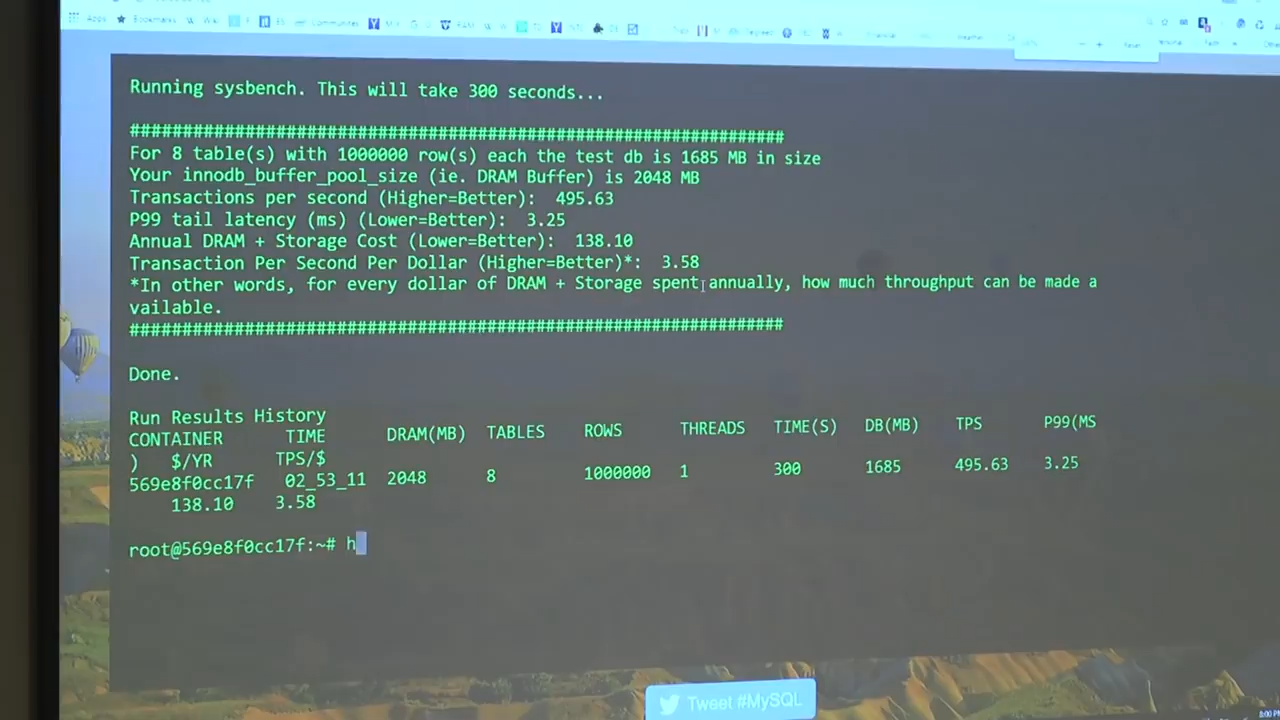 Apps Bookmarks Wiki
Running sysbench. This will take 300 seconds...
##############################################################
For 8 table(s) with 1000000 row(s) each the test db is 1685 MB in size
Your innodb_buffer_pool_size (ie. DRAM Buffer) is 2048 MB
Transactions per second (Higher=Better):  495.63
P99 tail latency (ms) (Lower=Better):  3.25
Annual DRAM + Storage Cost (Lower=Better):  138.10
Transaction Per Second Per Dollar (Higher=Better)*:  3.58
*In other words, for every dollar of DRAM + Storage spent annually, how much throughput can be made a
vailable.
##############################################################
Done.
Run Results History
CONTAINER TIME DRAM(MB) TABLES ROWS THREADS TIME(S) DB(MB) TPS P99(MS
) $/YR TPS/$
569e8f0cc17f 02_53_11 2048 8 1000000 1 300 1685 495.63 3.25
138.10 3.58
root@569e8f0cc17f:~# h
Tweet #MySQL